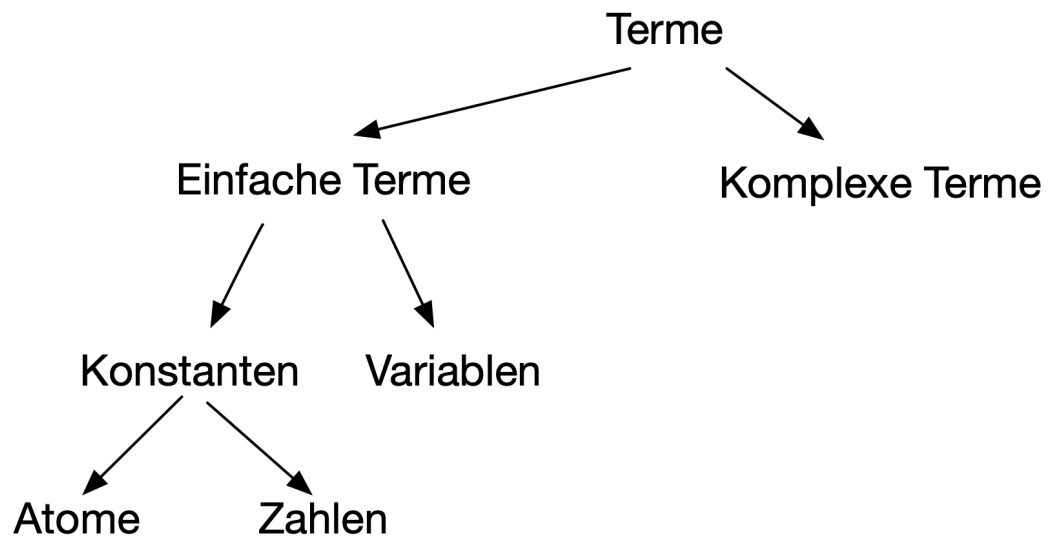 Terme
Einfache Terme
Komplexe Terme
Konstanten
Variablen
Atome
Zahlen